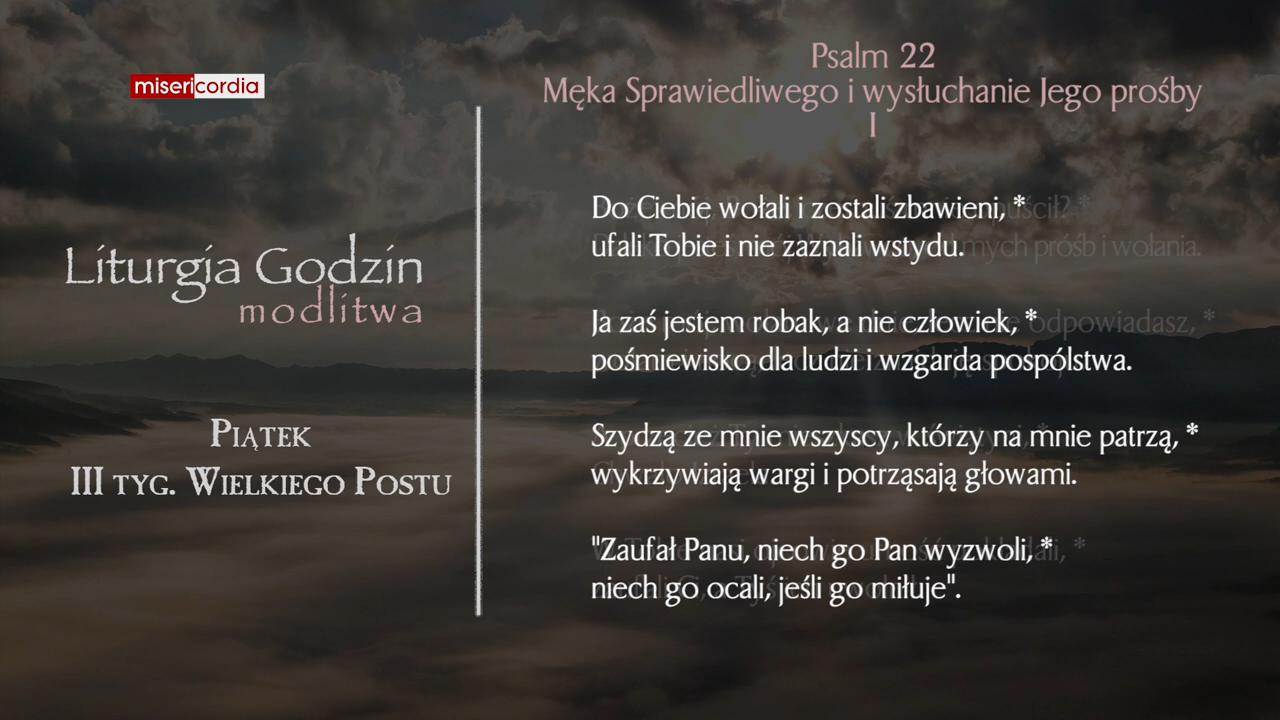 misericordia
Liturgia Godzin
modlitwa
Piątek
III tyg. Wielkiego Postu
Psalm 22
Męka Sprawiedliwego i wysłuchanie Jego prośby
I
Do Ciebie wołali i zostali zbawieni, *
ufali Tobie i nie zaznali wstydu.
Ja zaś jestem robak, a nie człowiek, *
pośmiewisko dla ludzi i wzgarda pospólstwa.
Szydzą ze mnie wszyscy, którzy na mnie patrzą, *
wykrzywiają wargi i potrząsają głowami.
"Zaufał Panu, niech go Pan wyzwoli, *
niech go ocali, jeśli go miłuje".